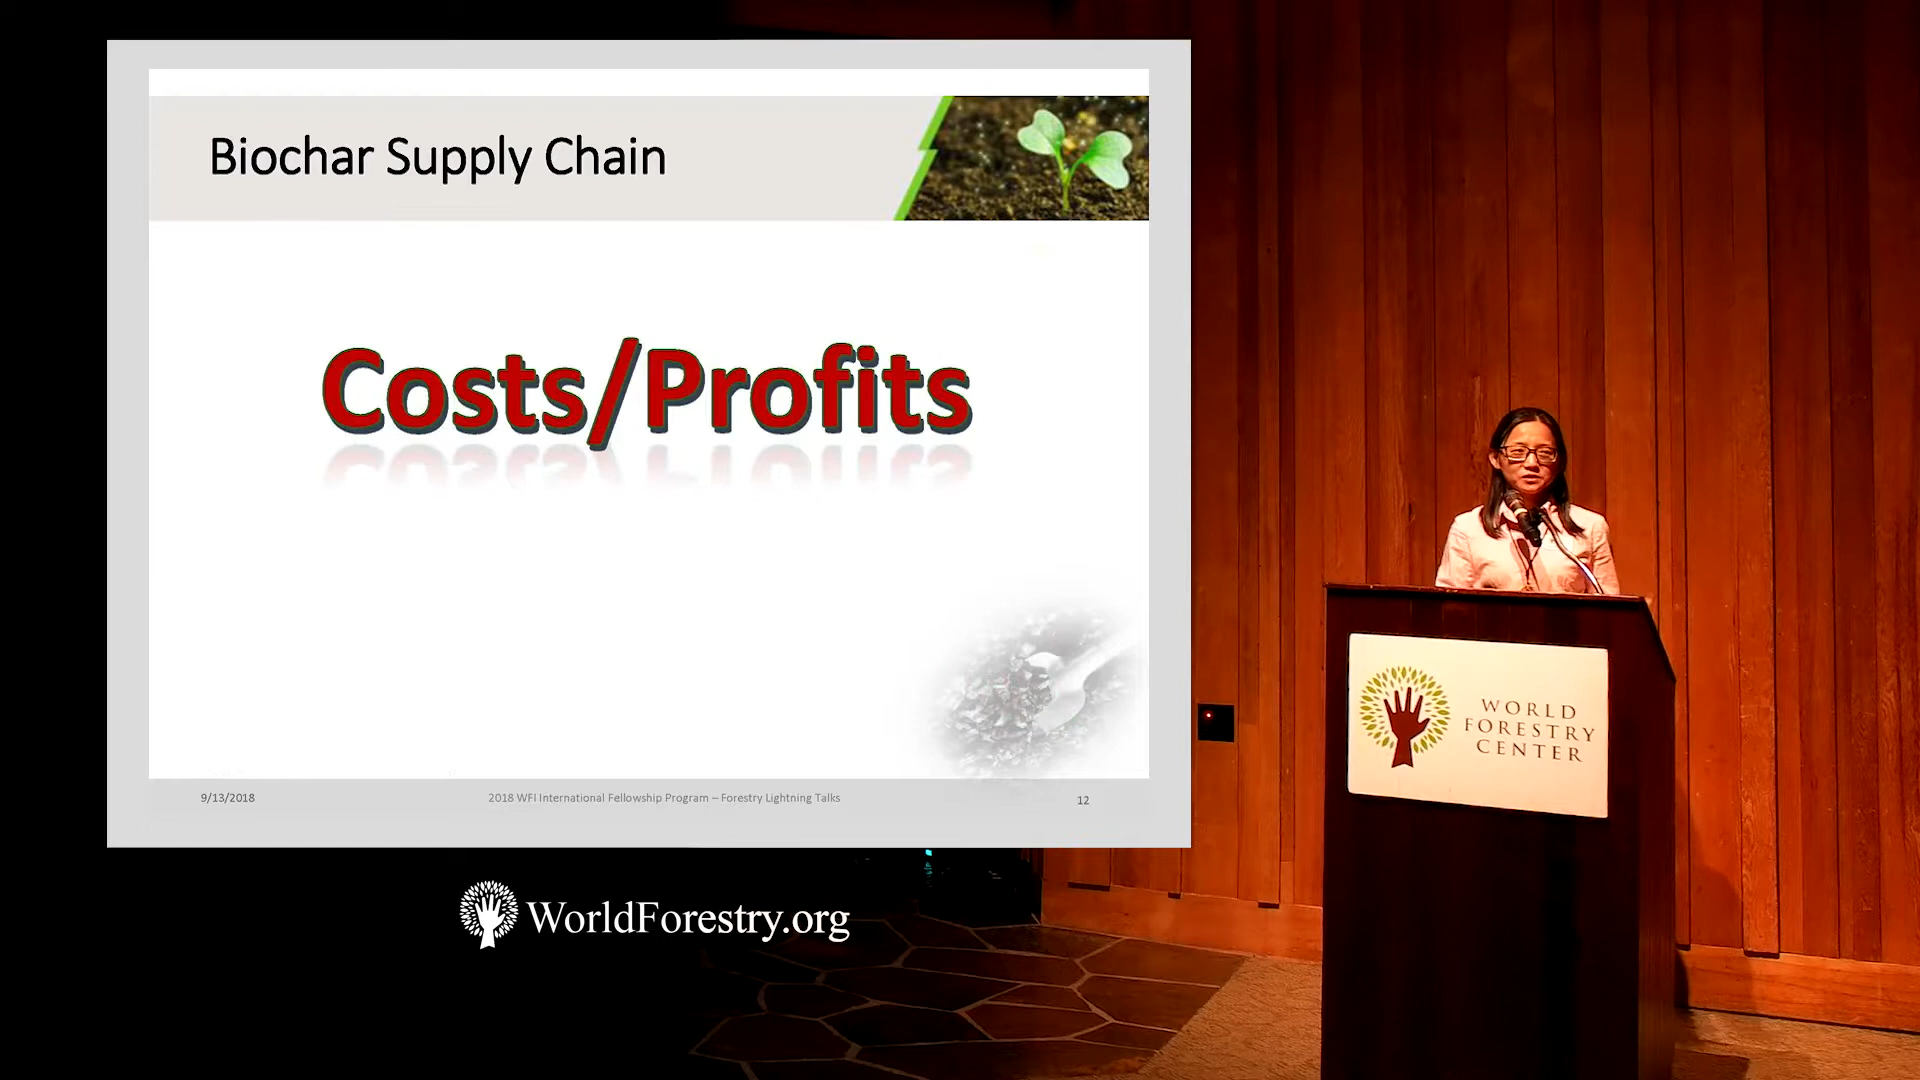 Biochar Supply Chain
Costs/Profits
9/13/2018
2018 WFI International Fellowship Program – Forestry Lightning Talks
12
WorldForestry.org
WORLD
FORESTRY
CENTER